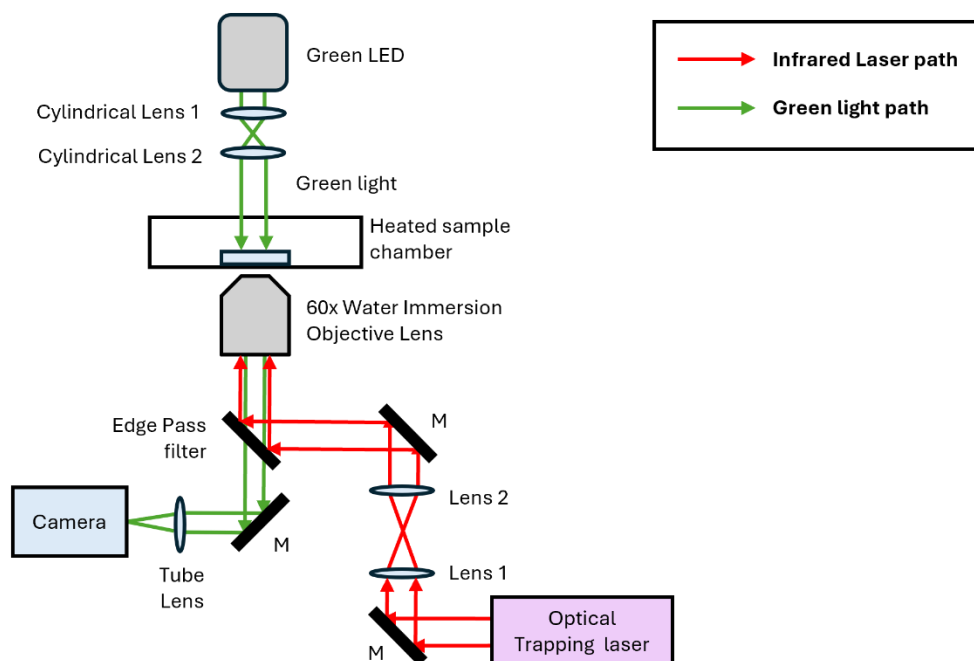 Green LED
Infrared Laser path
Green light path
Cylindrical Lens 1
Cylindrical Lens 2
Green light
Heated sample
chamber
60x Water Immersion
Objective Lens
Edge Pass
filter
M
Lens 2
Camera
M
Tube
Lens
Lens 1
Optical
Trapping laser
M